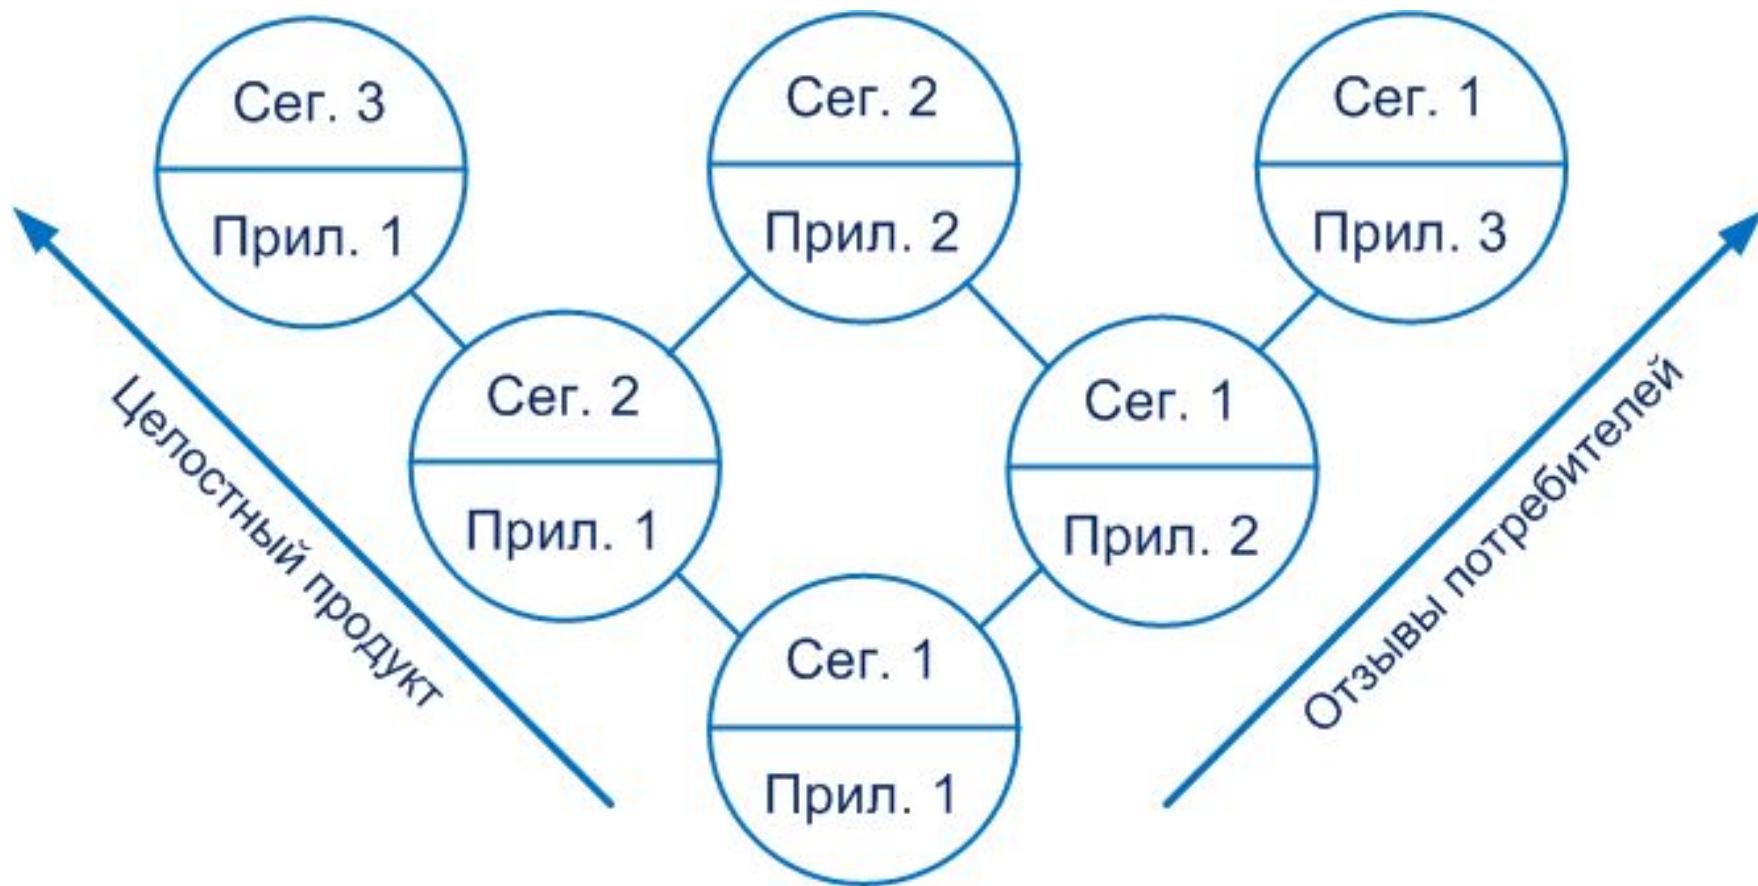 Сег. 3
Прил. 1
Сег. 2
Прил. 2
Сег. 1
Прил. 3
Сег. 2
Прил. 1
Сег. 1
Прил. 2
Сег. 1
Прил. 1
Целостный продукт
Отзывы потребителей